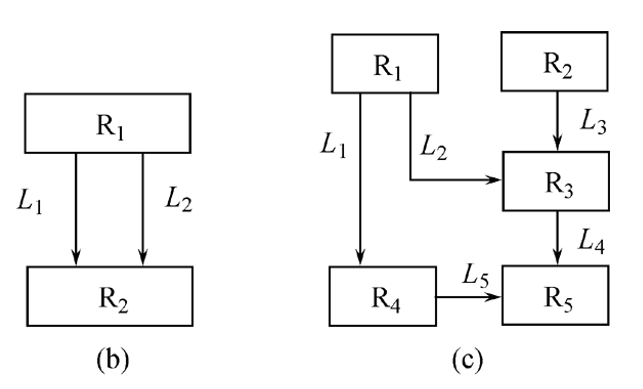 R₁
L₁
L₂
R₂
(b)
R₁
R₂
L₁
L₂
L₃
R₃
L₄
R₄
L₅
R₅
(c)